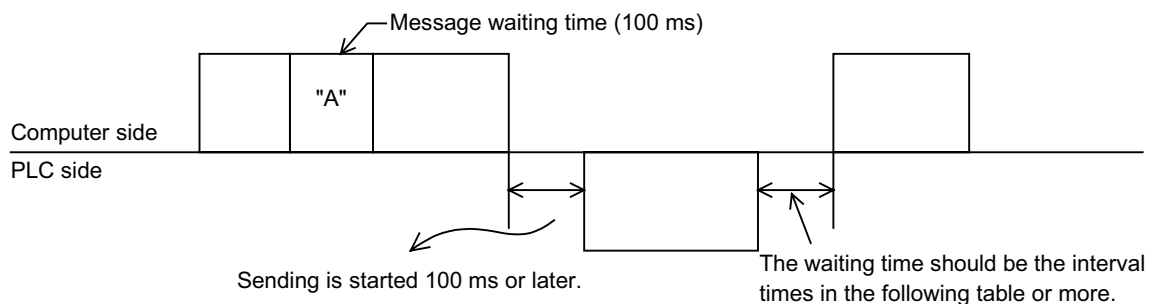 Message waiting time (100 ms)
"A"
Computer side
PLC side
Sending is started 100 ms or later.
The waiting time should be the interval
times in the following table or more.